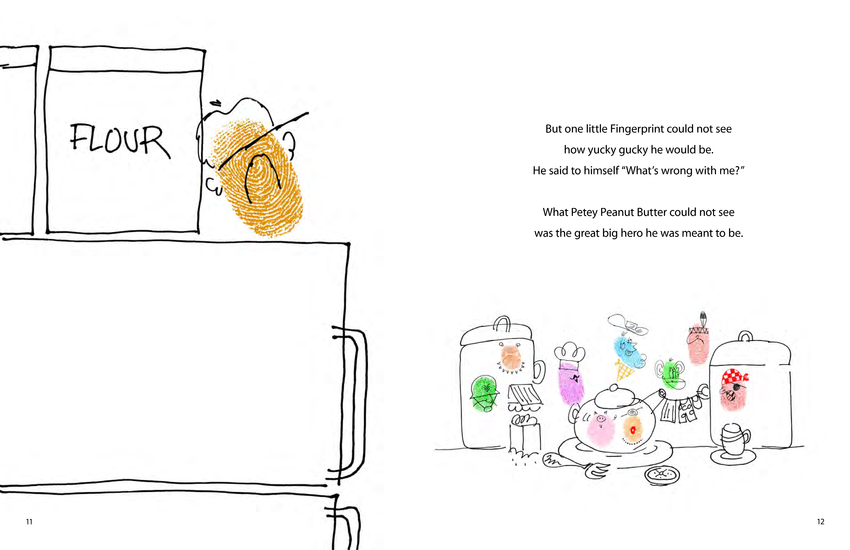 FLOUR
But one little Fingerprint could not see
how yucky gucky he would be.
He said to himself “What’s wrong with me?”
What Petey Peanut Butter could not see
was the great big hero he was meant to be.
11
12